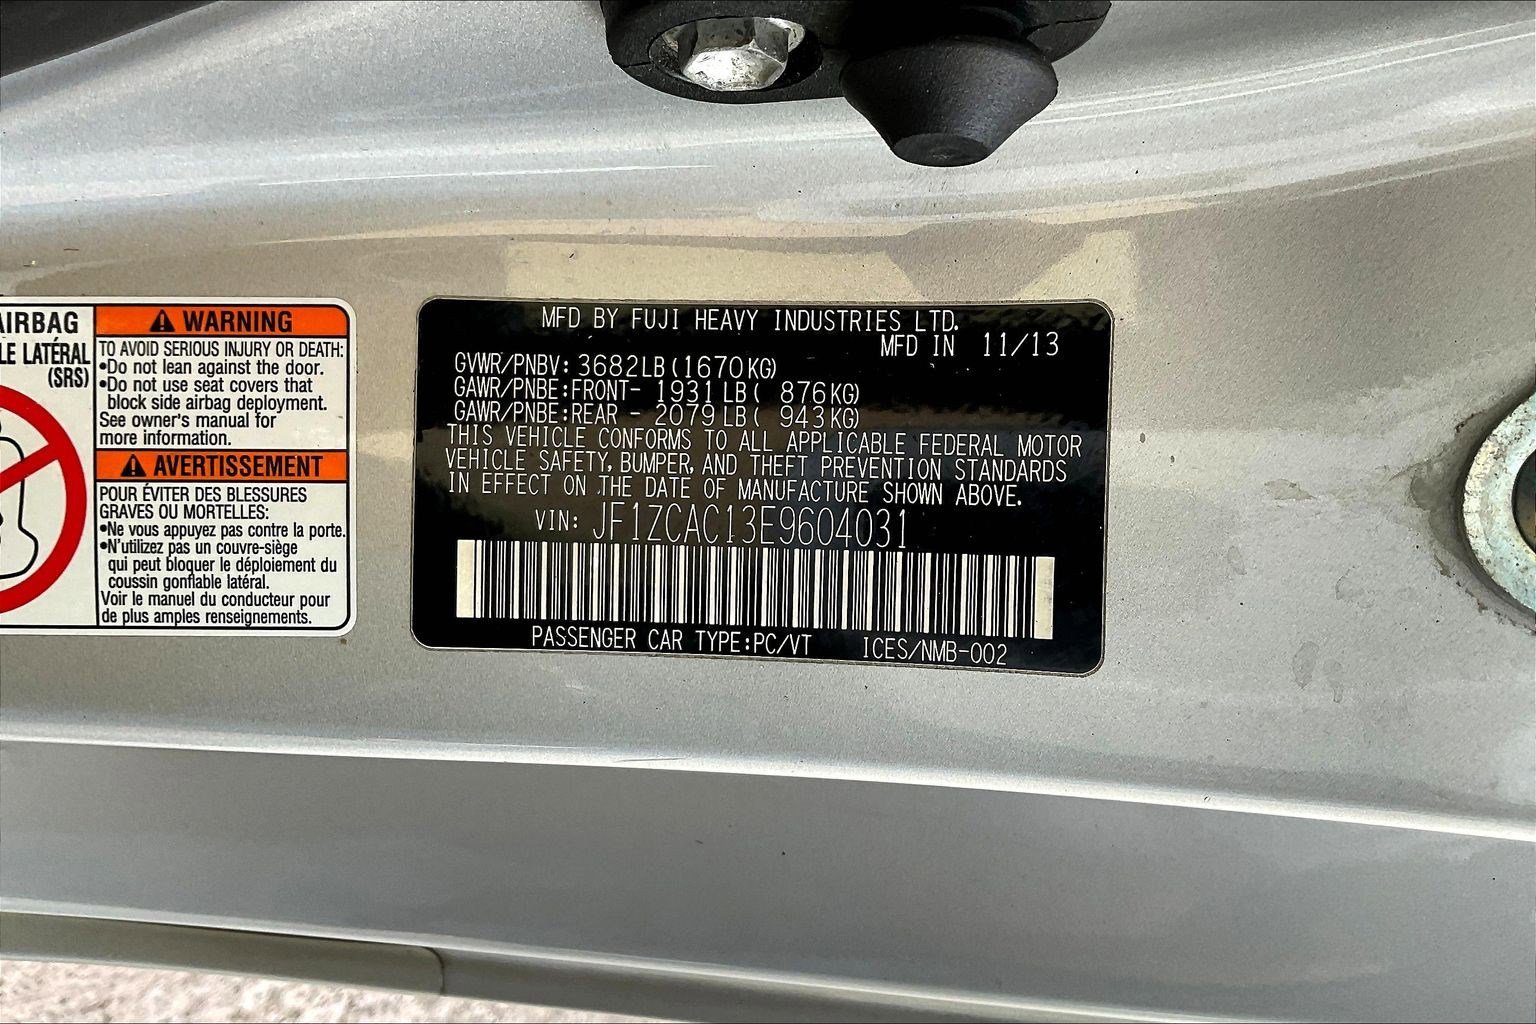 AIRBAG
LE LATÉRAL
(SRS)
WARNING
TO AVOID SERIOUS INJURY OR DEATH:
•Do not lean against the door.
•Do not use seat covers that
block side airbag deployment.
See owner's manual for
more information.
AVERTISSEMENT
POUR ÉVITER DES BLESSURES
GRAVES OU MORTELLES:
•Ne vous appuyez pas contre la porte.
•N'utilizez pas un couvre-siège
qui peut bloquer le déploiement du
coussin gonflable latéral.
Voir le manuel du conducteur pour
de plus amples renseignements.
MFD BY FUJI HEAVY INDUSTRIES LTD.
MFD IN 11/13
GVWR/PNBV: 3682LB(1670KG)
GAWR/PNBE:FRONT- 1931LB( 876KG)
GAWR/PNBE:REAR - 2079LB( 943KG)
THIS VEHICLE CONFORMS TO ALL APPLICABLE FEDERAL MOTOR
VEHICLE SAFETY, BUMPER, AND THEFT PREVENTION STANDARDS
IN EFFECT ON THE DATE OF MANUFACTURE SHOWN ABOVE.
VIN: JF1ZCAC13E9604031
PASSENGER CAR TYPE:PC/VT ICES/NMB-002